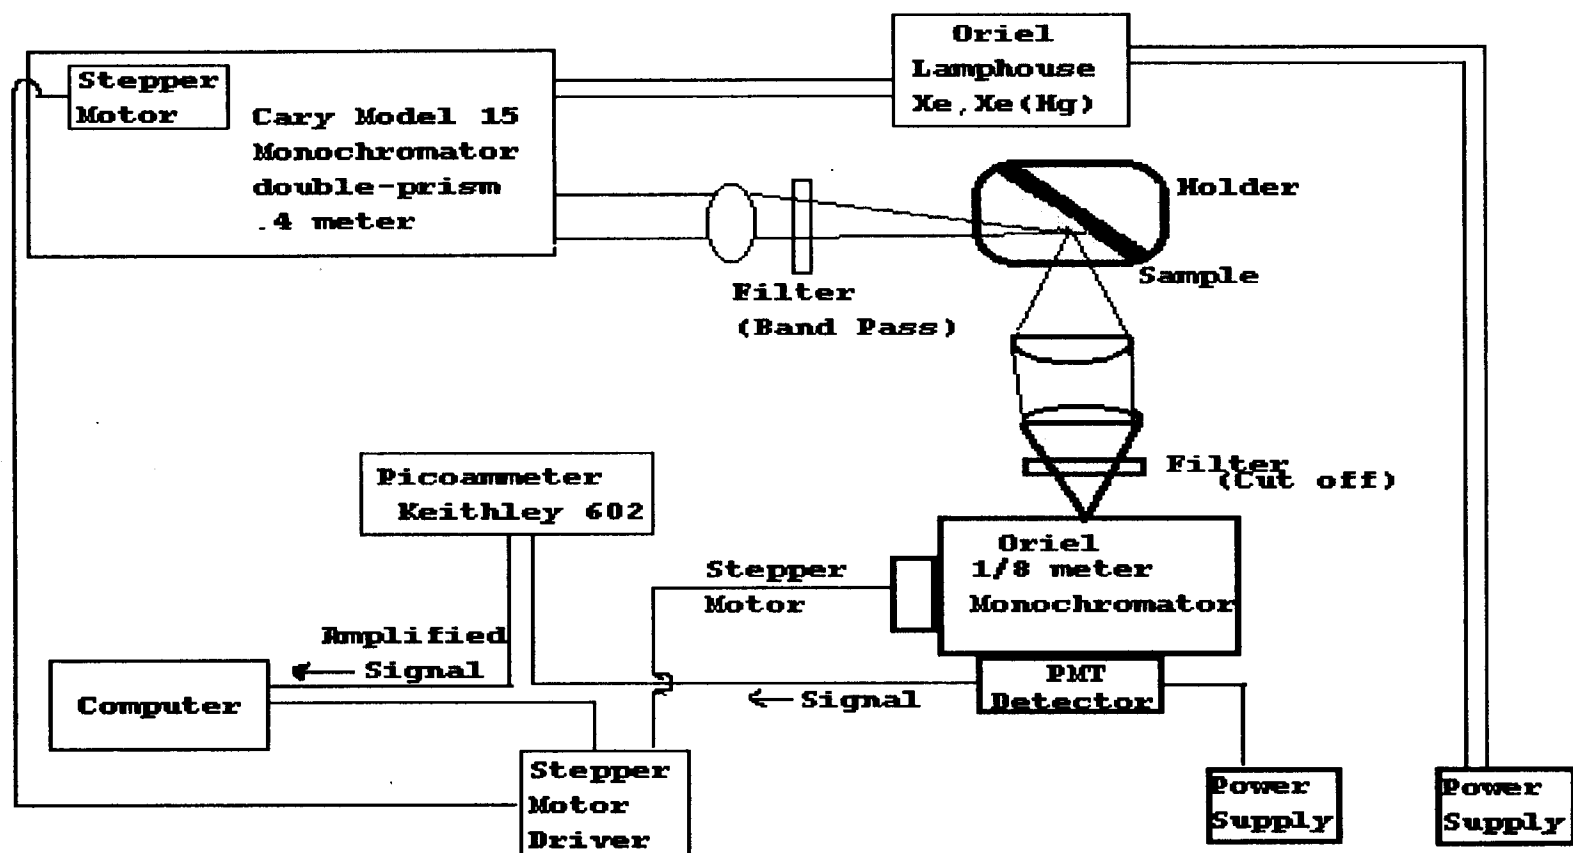 Oriel
Lamphouse
Xe,Xe(Hg)
Stepper
Motor
Cary Model 15
Monochromator
double-prism
.4 meter
Holder
Sample
Filter
(Band Pass)
Filter
(Cut off)
Picoammeter
Keithley 602
Oriel
1/8 meter
Monochromator
Stepper
Motor
Amplified
Signal
Computer
Signal
PMT
Detector
Stepper
Motor
Driver
Power
Supply
Power
Supply